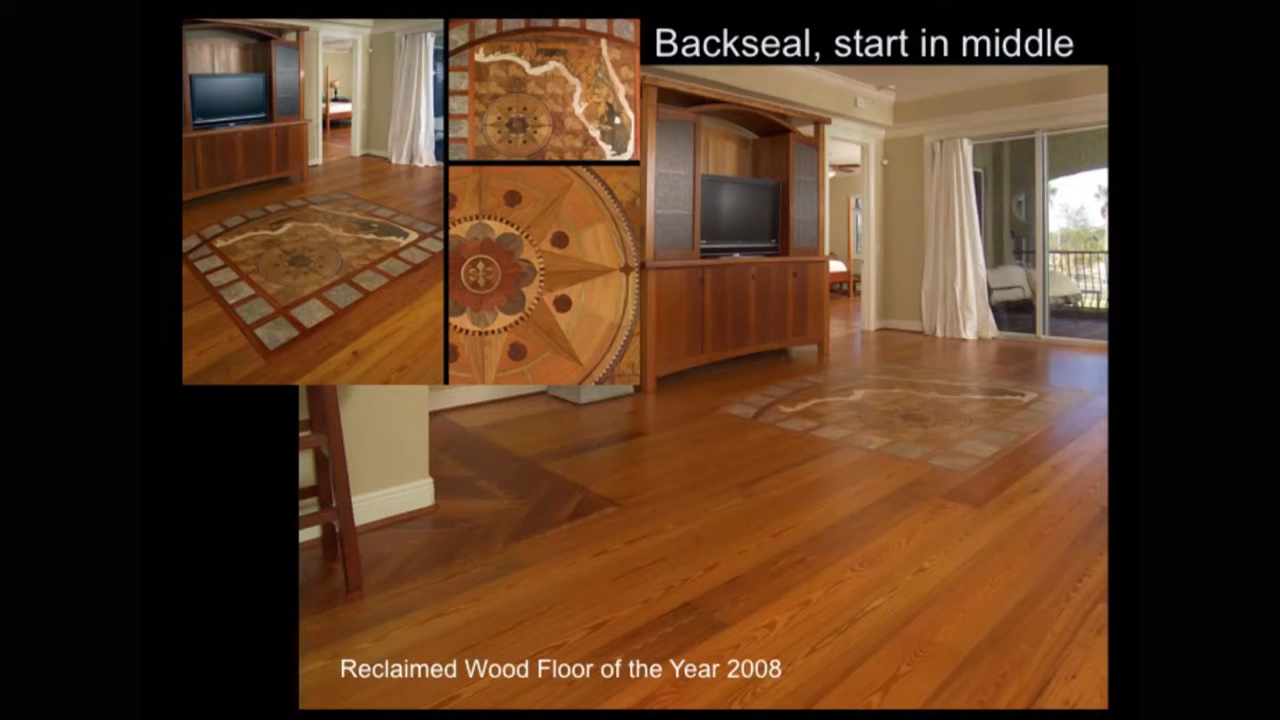 Backseal, start in middle
Reclaimed Wood Floor of the Year 2008